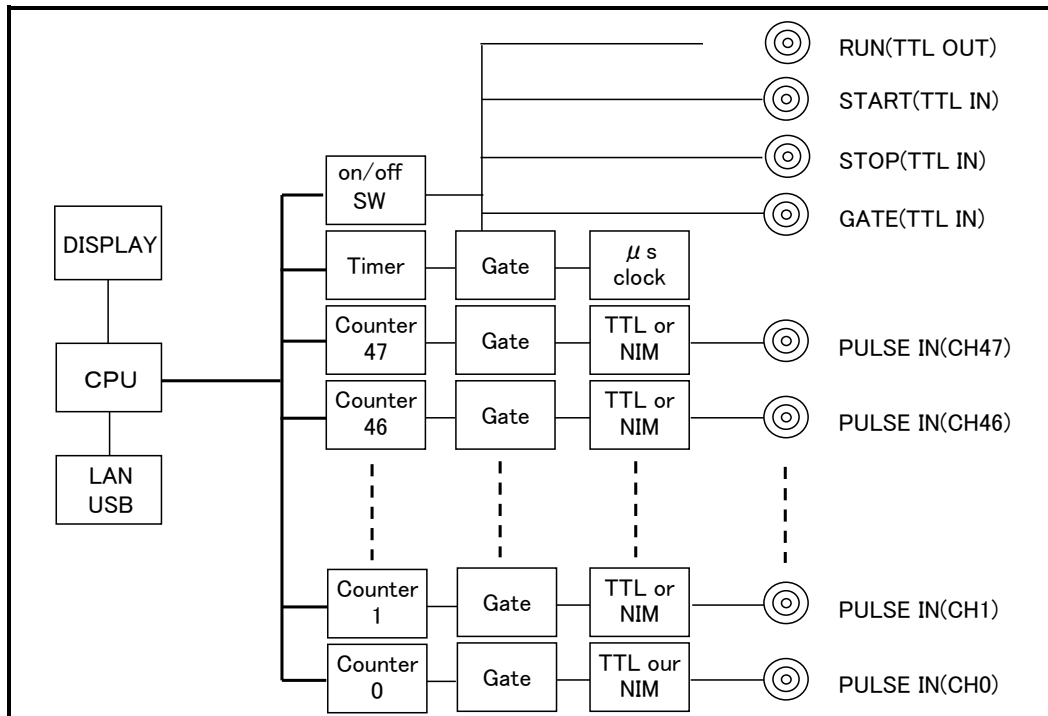 RUN(TTL OUT)
START(TTL IN)
STOP(TTL IN)
GATE(TTL IN)
on/off
SW
DISPLAY
Timer
Gate
μs
clock
Counter
47
Gate
TTL or
NIM
PULSE IN(CH47)
CPU
Counter
46
Gate
TTL or
NIM
PULSE IN(CH46)
LAN
USB
Counter
1
Gate
TTL or
NIM
PULSE IN(CH1)
Counter
0
Gate
TTL our
NIM
PULSE IN(CH0)